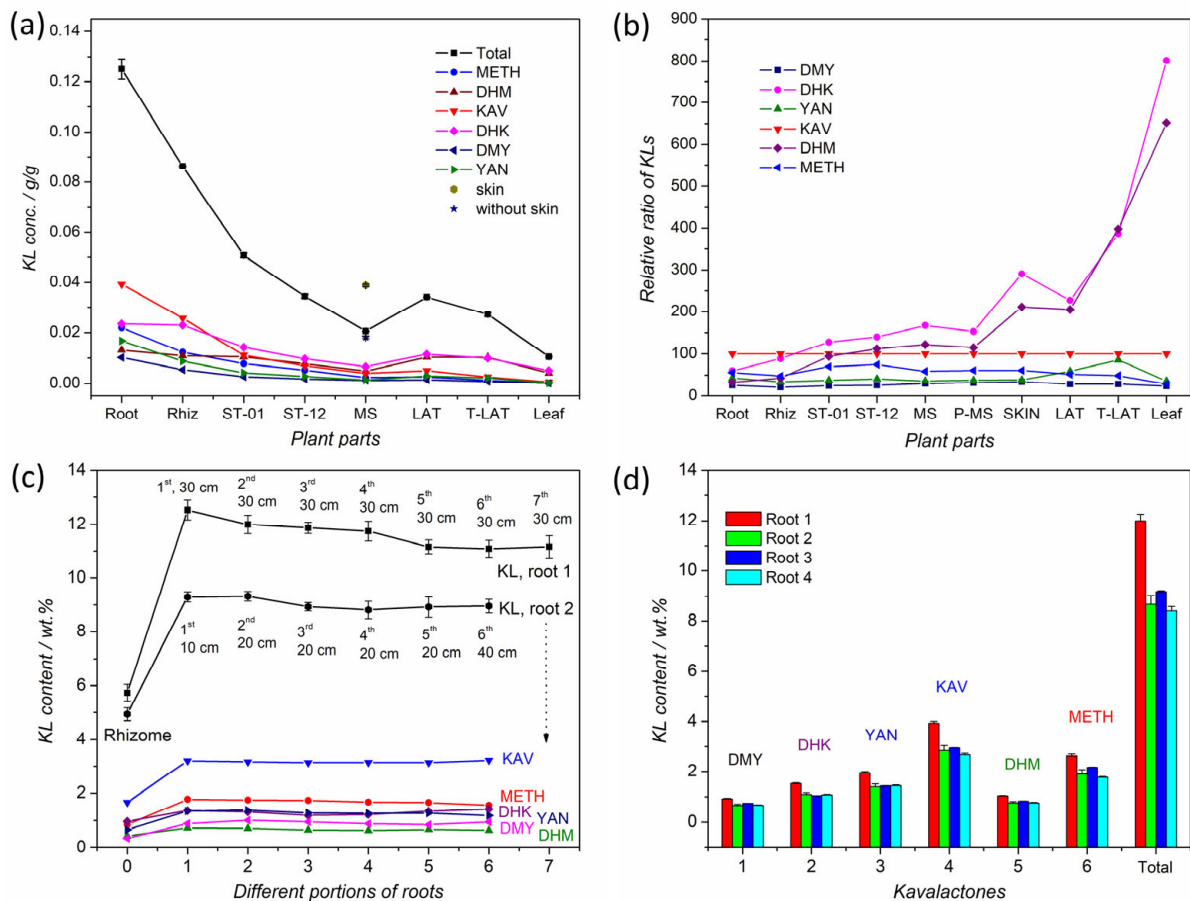 (a)
0.14
0.12
0.10
0.08
0.06
0.04
0.02
0.00
KL conc. / g/g
Total
METH
DHM
KAV
DHK
DMY
YAN
skin
without skin
Root Rhiz ST-01 ST-12 MS LAT T-LAT Leaf
Plant parts
(b)
900
800
700
600
500
400
300
200
100
0
Relative ratio of KLs
DMY
DHK
YAN
KAV
DHM
METH
Root Rhiz ST-01 ST-12 MS P-MS SKIN LAT T-LAT Leaf
Plant parts
(c)
14
12
10
8
6
4
2
0
KL content / wt.%
1st, 30 cm
2nd
30 cm
3rd
30 cm
4th
30 cm
5th
30 cm
6th
30 cm
7th
30 cm
KL, root 1
KL, root 2
1st
10 cm
2nd
20 cm
3rd
20 cm
4th
20 cm
5th
20 cm
6th
40 cm
Rhizome
KAV
METH
DHK
YAN
DMY
DHM
0 1 2 3 4 5 6 7
Different portions of roots
(d)
14
12
10
8
6
4
2
0
KL content / wt.%
Root 1
Root 2
Root 3
Root 4
DMY
DHK
YAN
KAV
DHM
METH
1 2 3 4 5 6 Total
Kavalactones